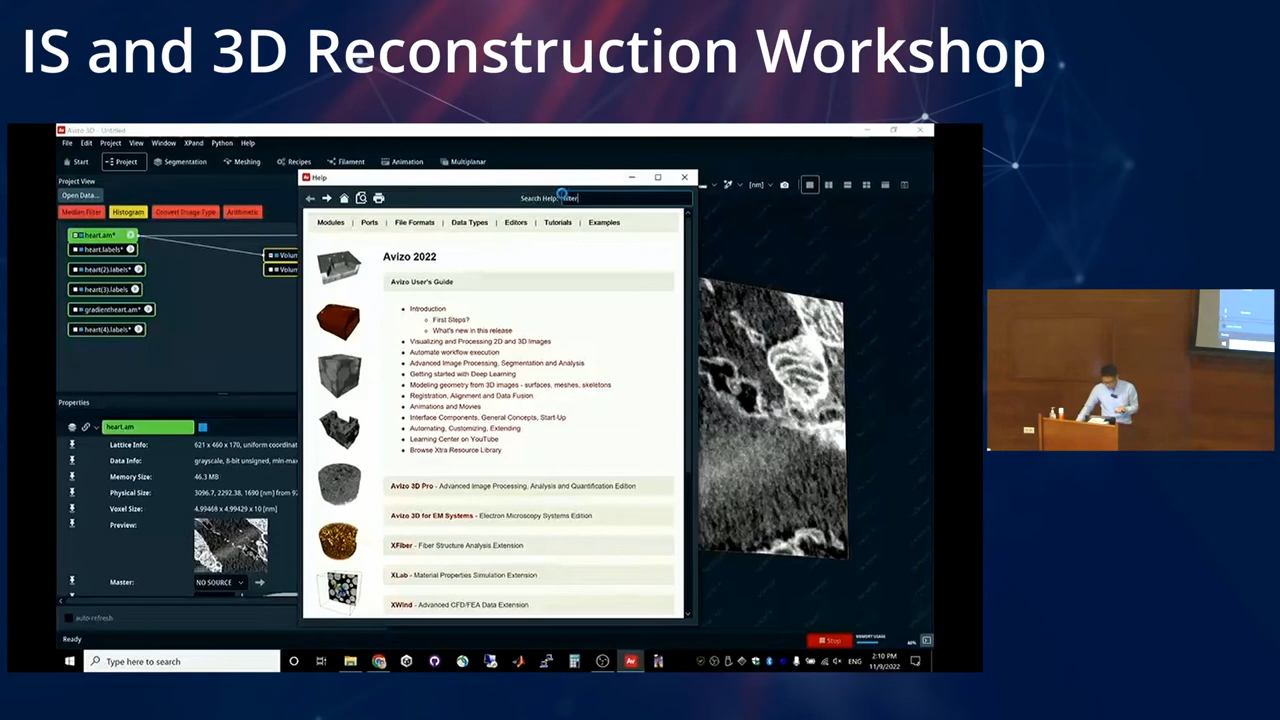 IS and 3D Reconstruction Workshop
Avizo 3D - Untitled
File Edit Project View Window XPand Python Help
Start Project Segmentation Meshing Recipes Filament Animation Multiplanar
Project View
Open Data...
Median Filter Histogram Convert Image Type Arithmetic
heart.am*
heart.labels*
heart(2).labels*
heart(3).labels
gradientheart.am*
heart(4).labels*
Volum
Volum
[nm]
Properties
heart.am
Lattice Info: 621 x 460 x 170, uniform coordinat
Data Info: grayscale, 8-bit unsigned, min-max
Memory Size: 46.3 MB
Physical Size: 3096.7, 2292.38, 1690 [nm] from 92
Voxel Size: 4.99468 x 4.99429 x 10 [nm]
Preview:
Master: NO SOURCE
auto-refresh
Ready
Stop
MEMORY USAGE
Help
Search Help: filter
Modules Ports File Formats Data Types Editors Tutorials Examples
Avizo 2022
Avizo User's Guide
Introduction
First Steps?
What's new in this release
Visualizing and Processing 2D and 3D Images
Automate workflow execution
Advanced Image Processing, Segmentation and Analysis
Getting started with Deep Learning
Modeling geometry from 3D images - surfaces, meshes, skeletons
Registration, Alignment and Data Fusion
Animations and Movies
Interface Components, General Concepts, Start-Up
Automating, Customizing, Extending
Learning Center on YouTube
Browse Xtra Resource Library
Avizo 3D Pro - Advanced Image Processing, Analysis and Quantification Edition
Avizo 3D for EM Systems - Electron Microscopy Systems Edition
XFiber - Fiber Structure Analysis Extension
XLab - Material Properties Simulation Extension
XWind - Advanced CFD/FEA Data Extension
Type here to search
ENG
2:10 PM
11/9/2022